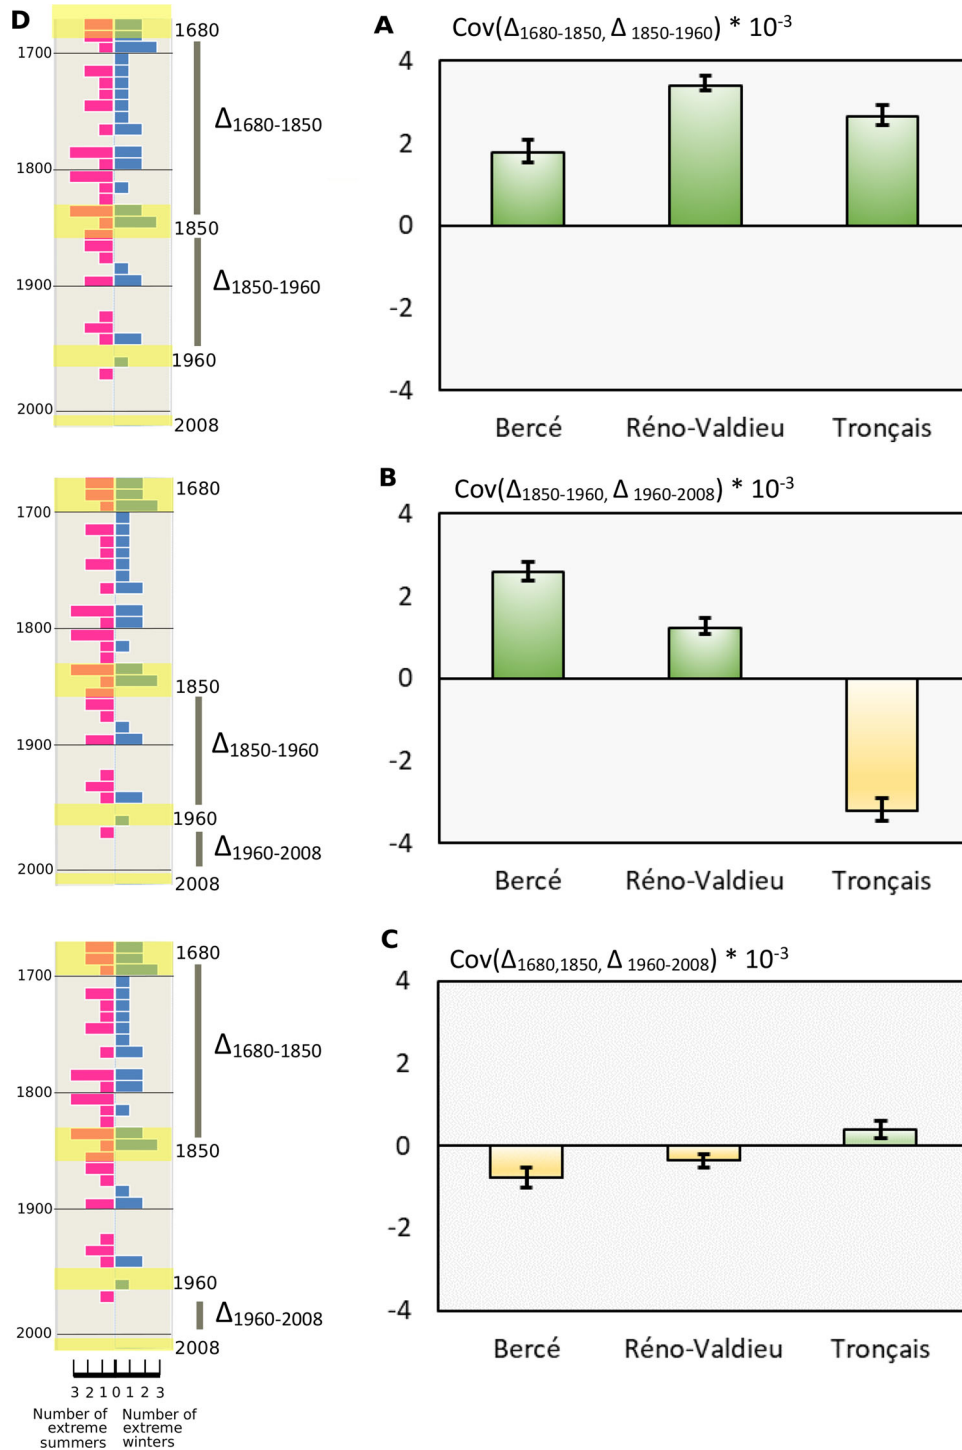 D
1680
1700
Δ1680-1850
1800
1850
1900
Δ1850-1960
1960
2000
2008
A
Cov(Δ1680-1850, Δ 1850-1960) * 10-3
4
2
0
-2
-4
Bercé Réno-Valdieu Tronçais
1680
1700
1800
1850
1900
Δ1850-1960
1960
Δ1960-2008
2000
2008
B
Cov(Δ1850-1960, Δ 1960-2008) * 10-3
4
2
0
-2
-4
Bercé Réno-Valdieu Tronçais
1680
1700
Δ1680-1850
1800
1850
1900
1960
Δ1960-2008
2000
2008
3 2 1 0 1 2 3
Number of extreme summers
Number of extreme winters
C
Cov(Δ1680,1850, Δ 1960-2008) * 10-3
4
2
0
-2
-4
Bercé Réno-Valdieu Tronçais